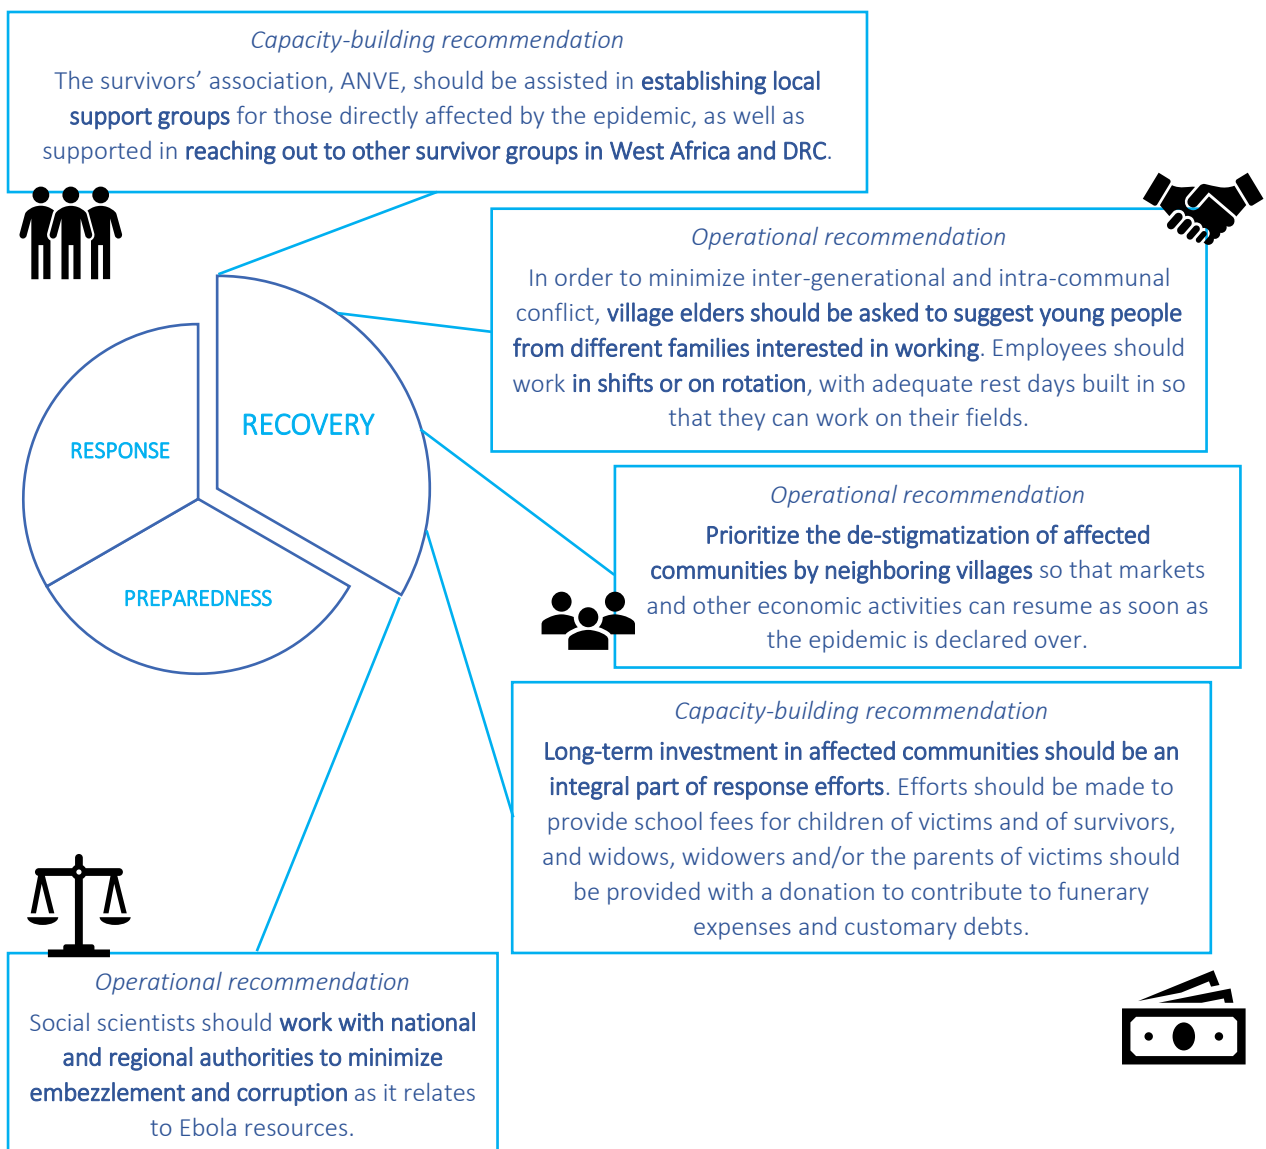 Capacity-building recommendation
The survivors’ association, ANVE, should be assisted in establishing local
support groups for those directly affected by the epidemic, as well as
supported in reaching out to other survivor groups in West Africa and DRC.
Operational recommendation
In order to minimize inter-generational and intra-communal
conflict, village elders should be asked to suggest young people
from different families interested in working. Employees should
work in shifts or on rotation, with adequate rest days built in so
that they can work on their fields.
RECOVERY
RESPONSE
PREPAREDNESS
Operational recommendation
Prioritize the de-stigmatization of affected
communities by neighboring villages so that markets
and other economic activities can resume as soon as
the epidemic is declared over.
Capacity-building recommendation
Long-term investment in affected communities should be an
integral part of response efforts. Efforts should be made to
provide school fees for children of victims and of survivors,
and widows, widowers and/or the parents of victims should
be provided with a donation to contribute to funerary
expenses and customary debts.
Operational recommendation
Social scientists should work with national
and regional authorities to minimize
embezzlement and corruption as it relates
to Ebola resources.